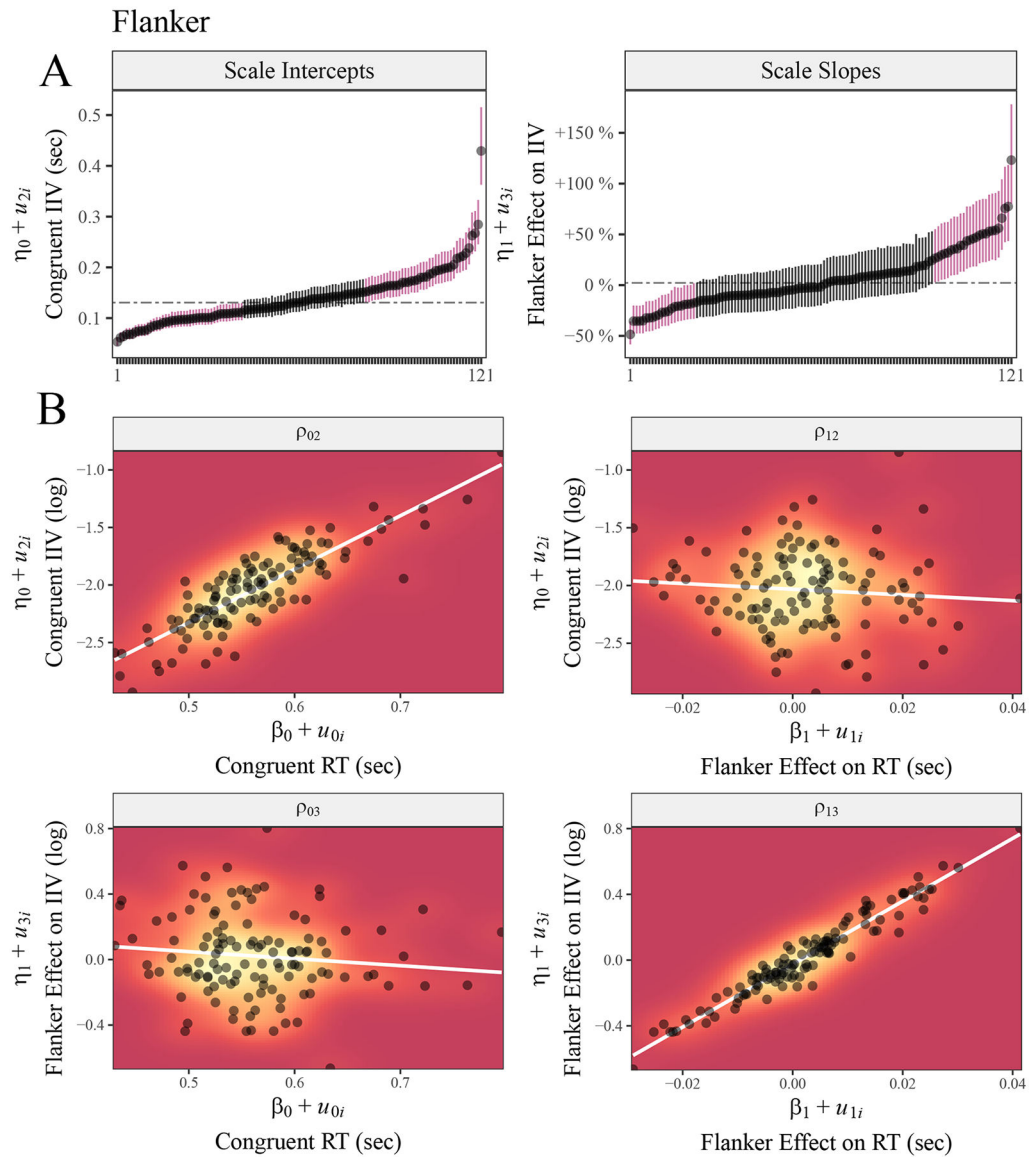 Flanker
A
Scale Intercepts
η0 + u2i
Congruent IIV (sec)
0.5
0.4
0.3
0.2
0.1
1
121
Scale Slopes
η1 + u3i
Flanker Effect on IIV
+150 %
+100 %
+50 %
0 %
−50 %
1
121
B
ρ02
η0 + u2i
Congruent IIV (log)
−1.0
−1.5
−2.0
−2.5
0.5 0.6 0.7
β0 + u0i
Congruent RT (sec)
ρ12
η0 + u2i
Congruent IIV (log)
−1.0
−1.5
−2.0
−2.5
−0.02 0.00 0.02 0.04
β1 + u1i
Flanker Effect on RT (sec)
ρ03
η1 + u3i
Flanker Effect on IIV (log)
0.8
0.4
0.0
−0.4
0.5 0.6 0.7
β0 + u0i
Congruent RT (sec)
ρ13
η1 + u3i
Flanker Effect on IIV (log)
0.8
0.4
0.0
−0.4
−0.02 0.00 0.02 0.04
β1 + u1i
Flanker Effect on RT (sec)